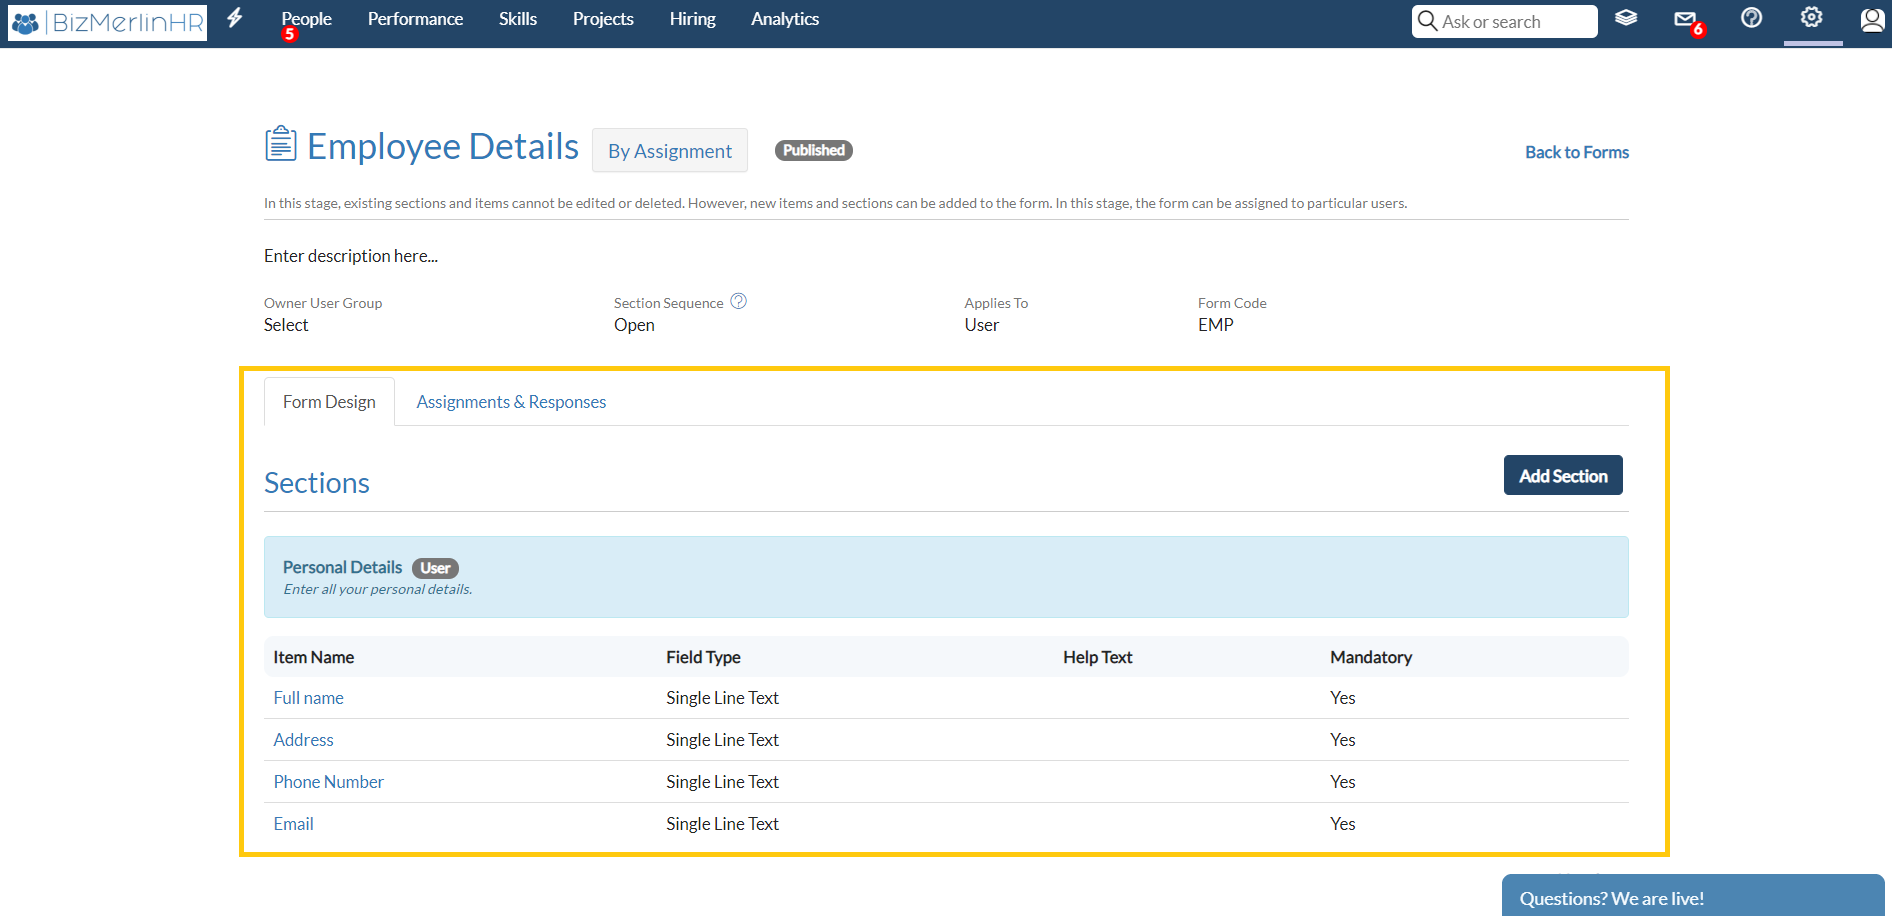 BizMerlinHR People Performance Skills Projects Hiring Analytics Ask or search
5 6
Employee Details By Assignment Published Back to Forms
In this stage, existing sections and items cannot be edited or deleted. However, new items and sections can be added to the form. In this stage, the form can be assigned to particular users.
Enter description here...
Owner User Group Section Sequence ? Applies To Form Code
Select Open User EMP
Form Design Assignments & Responses
Sections Add Section
Personal Details User
Enter all your personal details.
Item Name Field Type Help Text Mandatory
Full name Single Line Text Yes
Address Single Line Text Yes
Phone Number Single Line Text Yes
Email Single Line Text Yes
Questions? We are live!